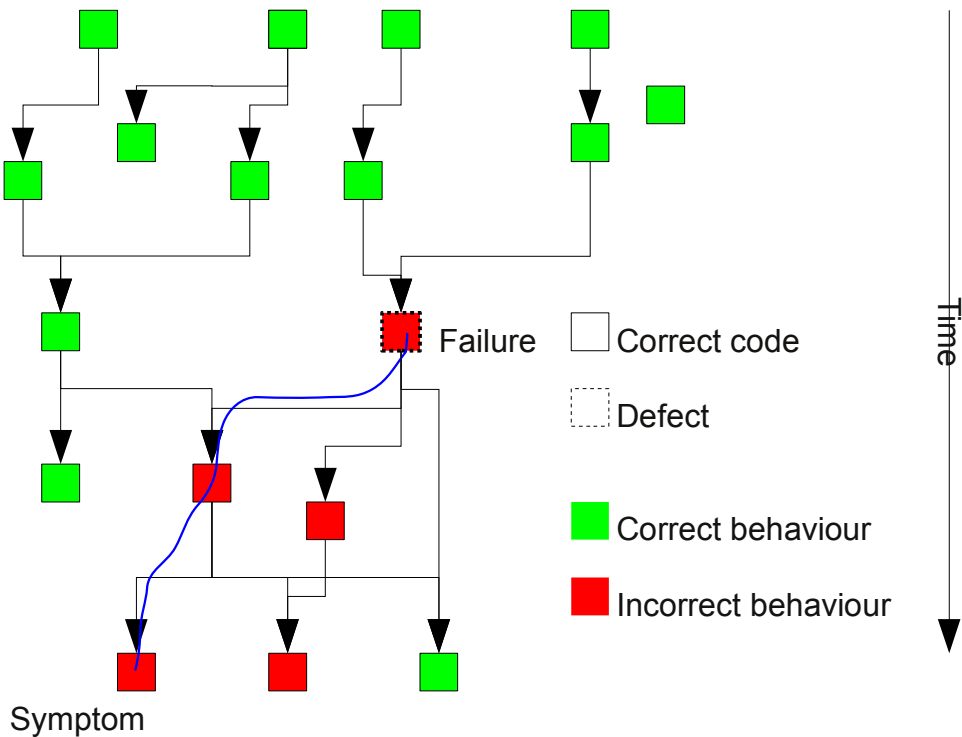 Failure
Correct code
Time
Defect
Correct behaviour
Incorrect behaviour
Symptom